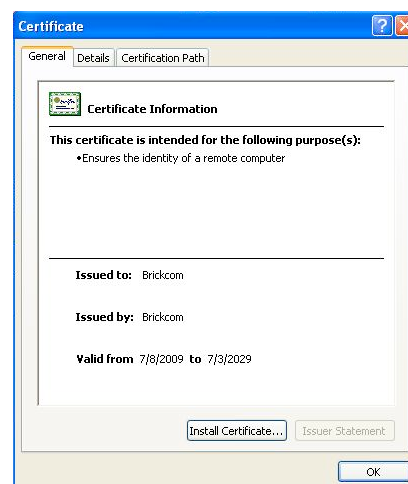 Certificate
General Details Certification Path
Certificate Information
This certificate is intended for the following purpose(s):
•Ensures the identity of a remote computer
Issued to: Brickcom
Issued by: Brickcom
Valid from 7/8/2009 to 7/3/2029
Install Certificate... Issuer Statement
OK